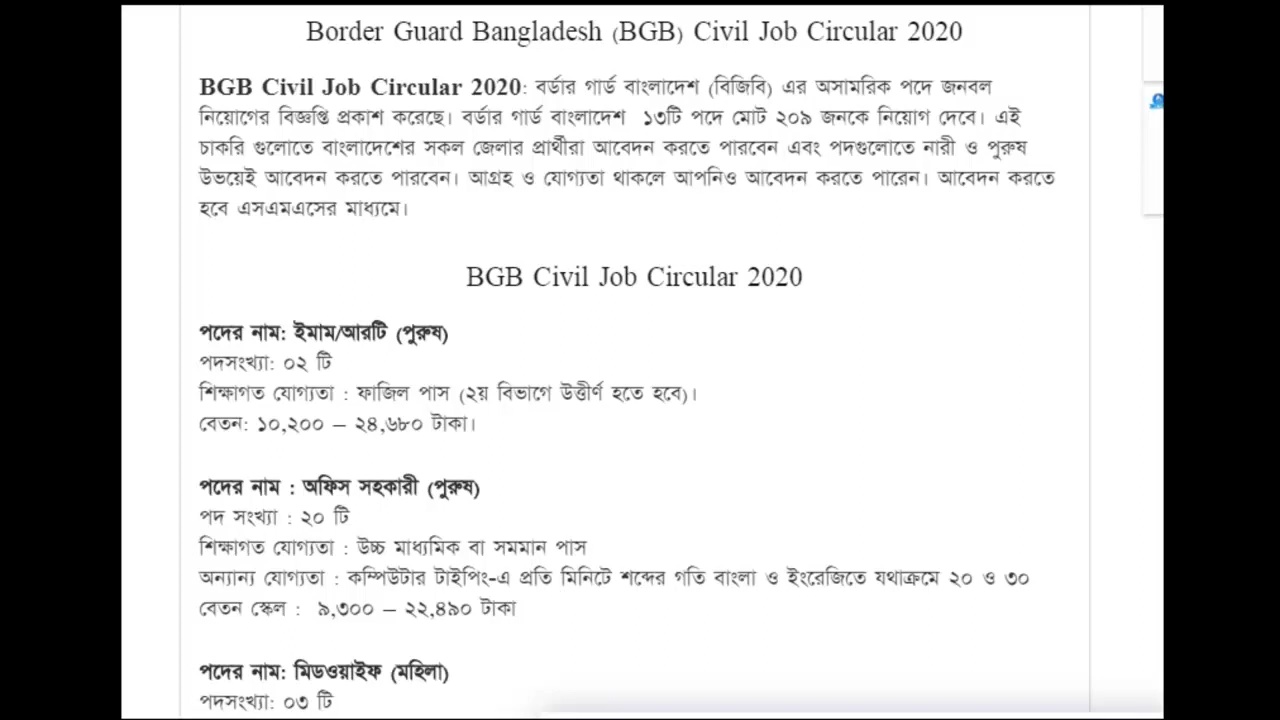 Border Guard Bangladesh (BGB) Civil Job Circular 2020
BGB Civil Job Circular 2020: বর্ডার গার্ড বাংলাদেশ (বিজিবি) এর অসামরিক পদে জনবল
নিয়োগের বিজ্ঞপ্তি প্রকাশ করেছে। বর্ডার গার্ড বাংলাদেশ ১৩টি পদে মোট ২০৯ জনকে নিয়োগ দেবে। এই
চাকরি গুলোতে বাংলাদেশের সকল জেলার প্রার্থীরা আবেদন করতে পারবেন এবং পদগুলোতে নারী ও পুরুষ
উভয়েই আবেদন করতে পারবেন। আগ্রহ ও যোগ্যতা থাকলে আপনিও আবেদন করতে পারেন। আবেদন করতে
হবে এসএমএসের মাধ্যমে।
BGB Civil Job Circular 2020
পদের নাম: ইমাম/আরটি (পুরুষ)
পদসংখ্যা: ০২ টি
শিক্ষাগত যোগ্যতা : ফাজিল পাস (২য় বিভাগে উত্তীর্ণ হতে হবে)।
বেতন: ১০,২০০ – ২৪,৬৮০ টাকা।
পদের নাম : অফিস সহকারী (পুরুষ)
পদ সংখ্যা : ২০ টি
শিক্ষাগত যোগ্যতা : উচ্চ মাধ্যমিক বা সমমান পাস
অন্যান্য যোগ্যতা : কম্পিউটার টাইপিং-এ প্রতি মিনিটে শব্দের গতি বাংলা ও ইংরেজিতে যথাক্রমে ২০ ও ৩০
বেতন স্কেল : ৯,৩০০ – ২২,৪৯০ টাকা
পদের নাম: মিডওয়াইফ (মহিলা)
পদসংখ্যা: ০৩ টি